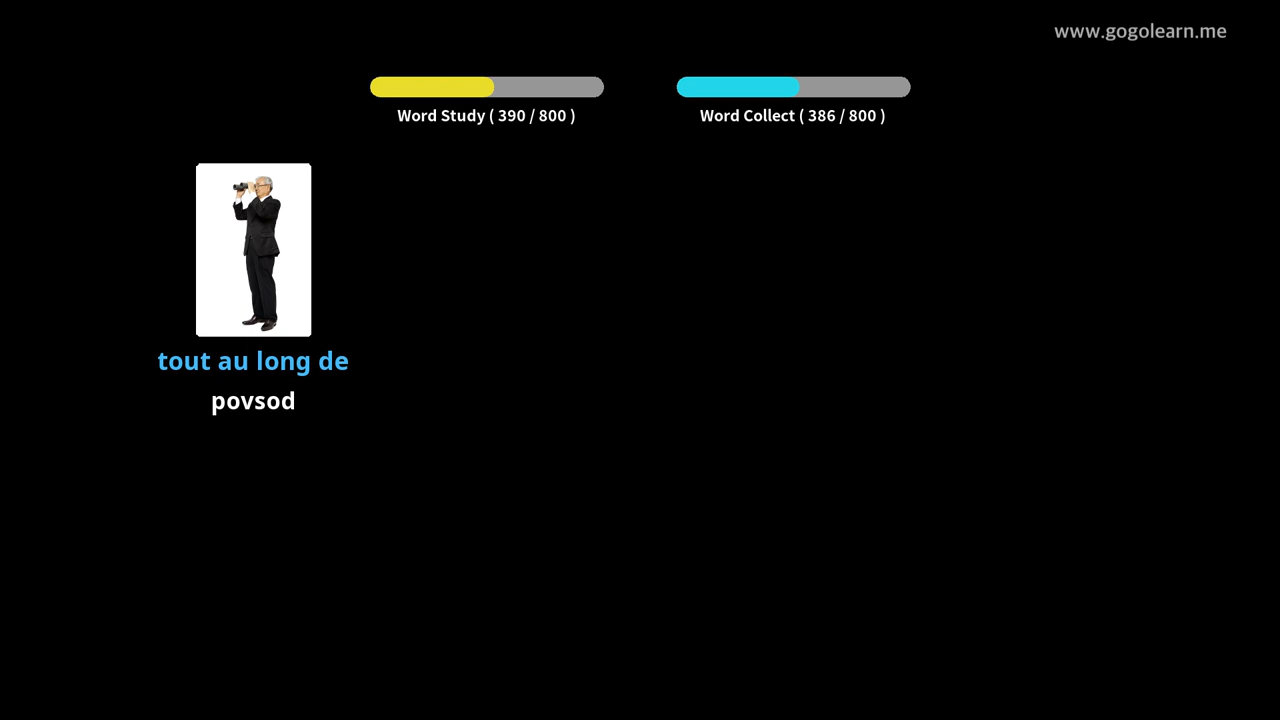 www.gogolearn.me
Word Study ( 390 / 800 )
Word Collect ( 386 / 800 )
tout au long de
povsod